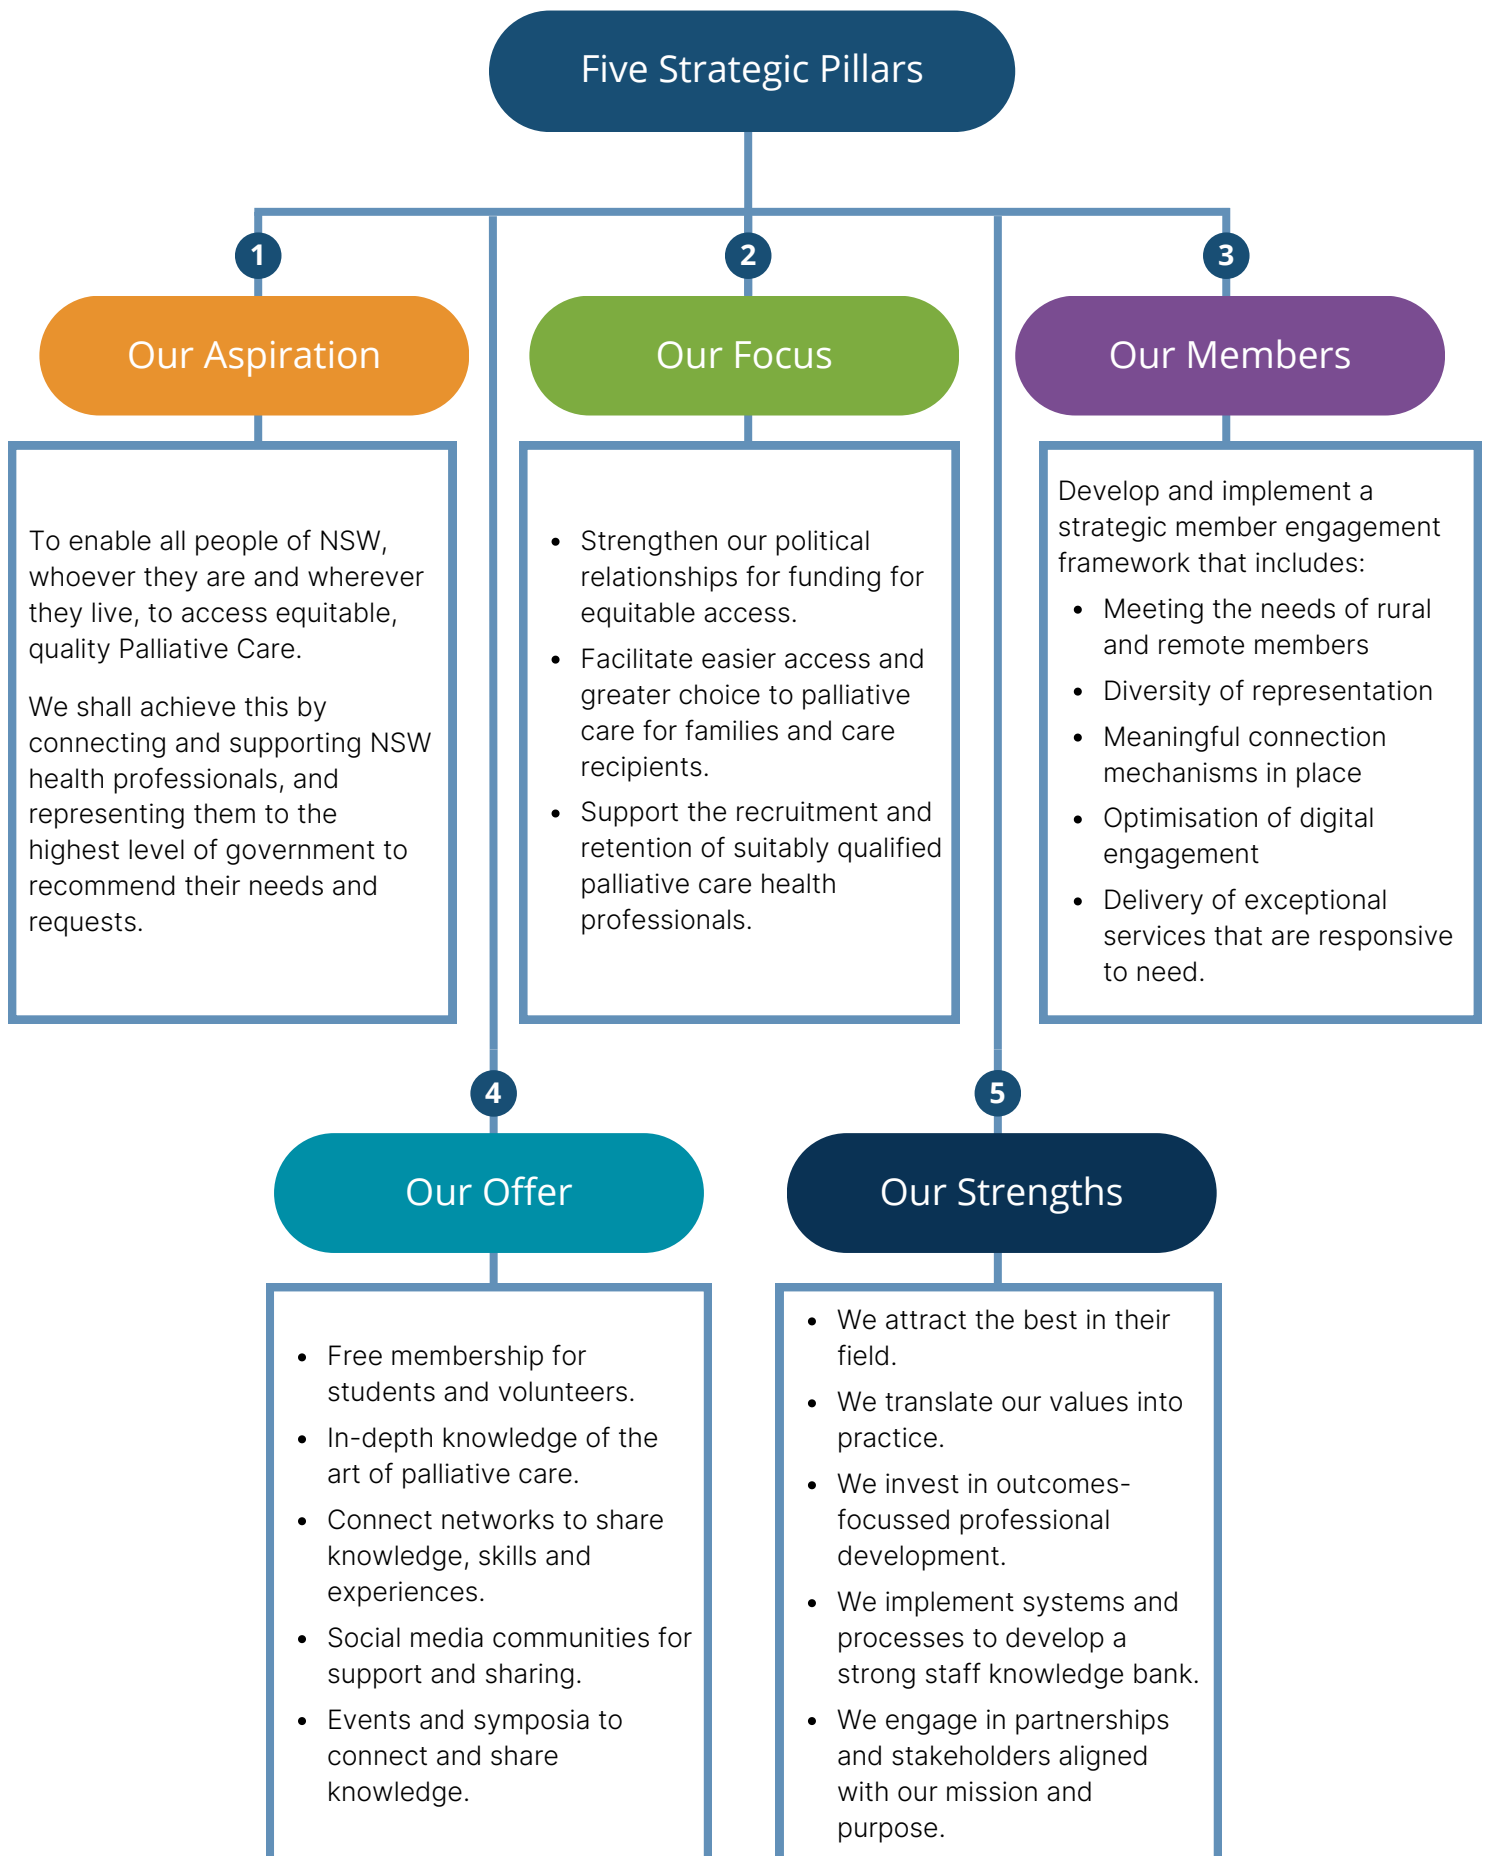 Five Strategic Pillars
1
Our Aspiration
To enable all people of NSW,
whoever they are and wherever
they live, to access equitable,
quality Palliative Care.
We shall achieve this by
connecting and supporting NSW
health professionals, and
representing them to the
highest level of government to
recommend their needs and
requests.
2
Our Focus
• Strengthen our political
relationships for funding for
equitable access.
• Facilitate easier access and
greater choice to palliative
care for families and care
recipients.
• Support the recruitment and
retention of suitably qualified
palliative care health
professionals.
3
Our Members
Develop and implement a
strategic member engagement
framework that includes:
• Meeting the needs of rural
and remote members
• Diversity of representation
• Meaningful connection
mechanisms in place
• Optimisation of digital
engagement
• Delivery of exceptional
services that are responsive
to need.
4
Our Offer
• Free membership for
students and volunteers.
• In-depth knowledge of the
art of palliative care.
• Connect networks to share
knowledge, skills and
experiences.
• Social media communities for
support and sharing.
• Events and symposia to
connect and share
knowledge.
5
Our Strengths
• We attract the best in their
field.
• We translate our values into
practice.
• We invest in outcomes-
focussed professional
development.
• We implement systems and
processes to develop a
strong staff knowledge bank.
• We engage in partnerships
and stakeholders aligned
with our mission and
purpose.